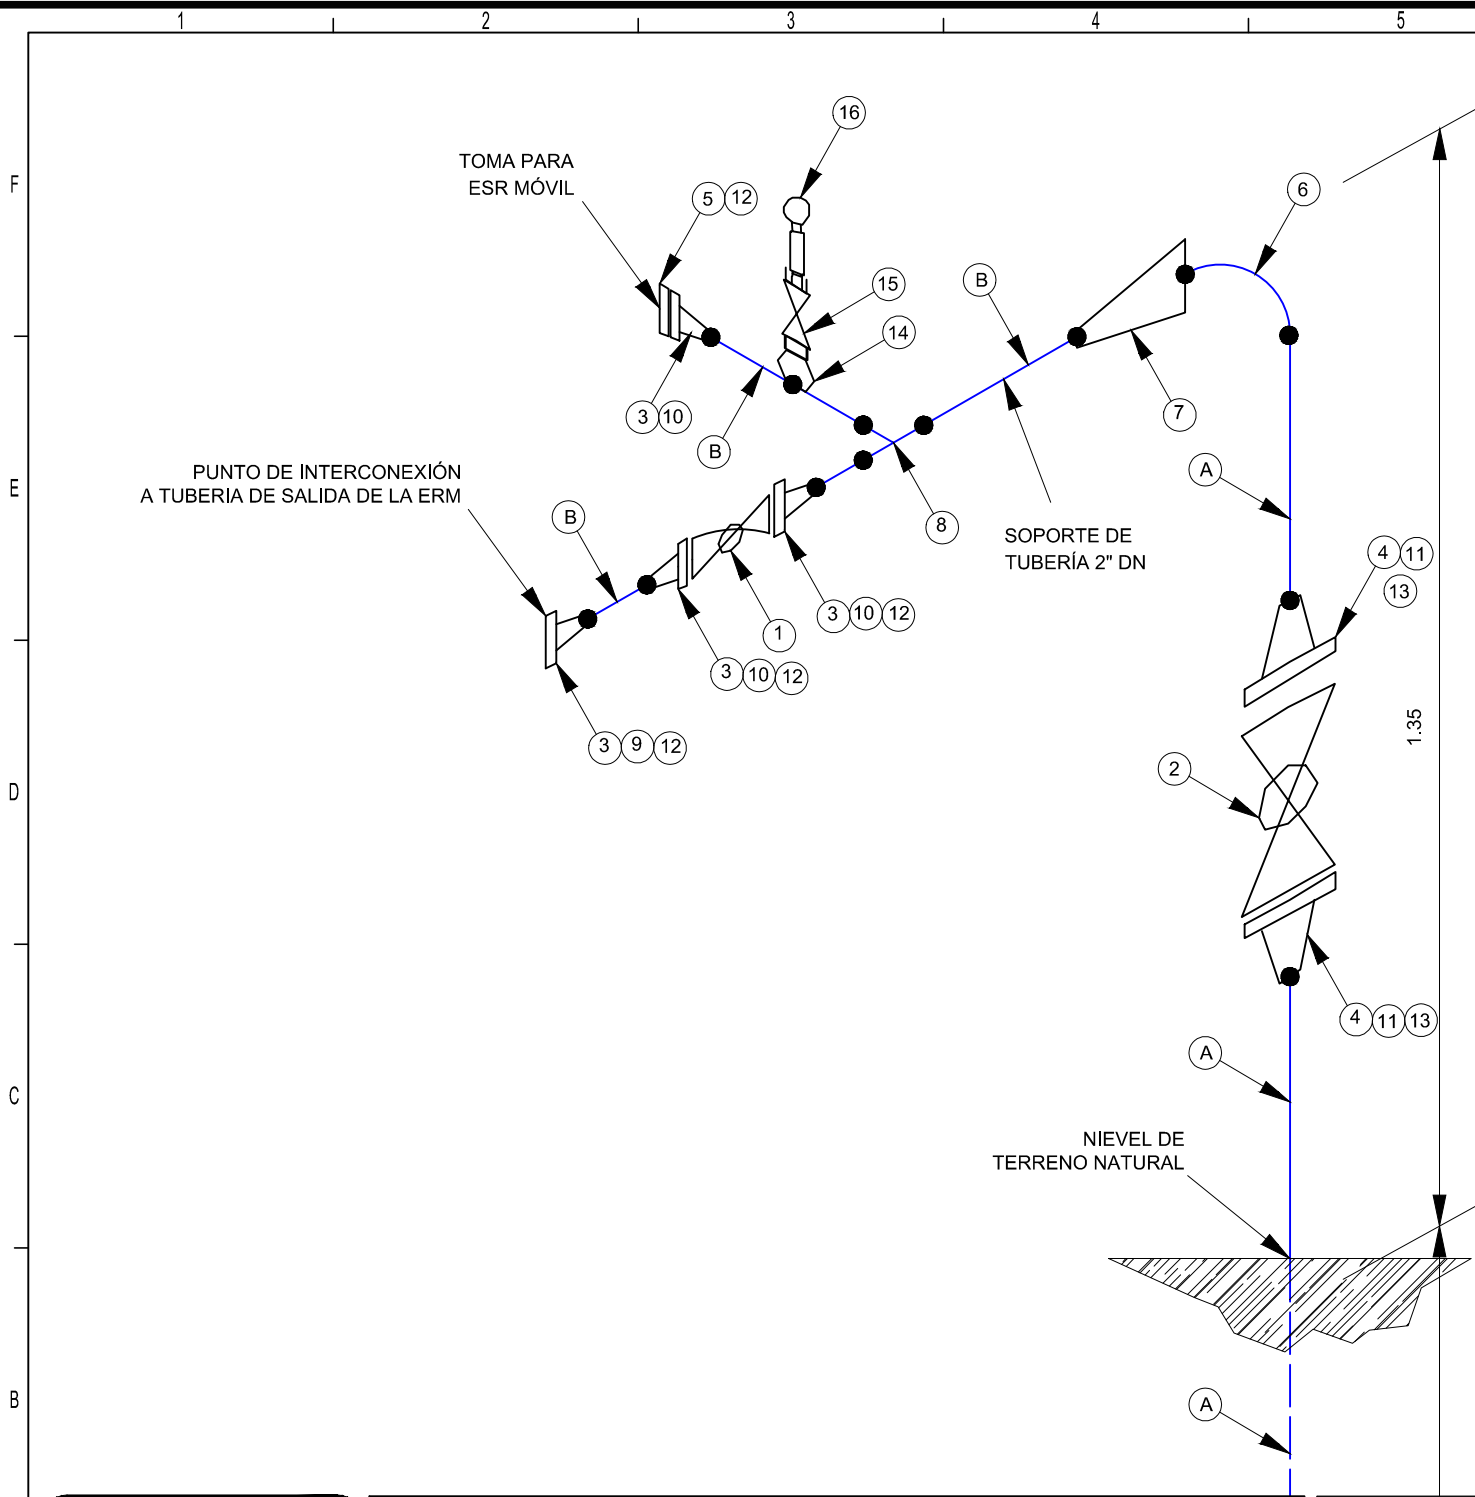 1 2 3 4 5
16
F
TOMA PARA
ESR MÓVIL
5 12
6
B
15
14
3 10
B
7
PUNTO DE INTERCONEXIÓN
A TUBERIA DE SALIDA DE LA ERM
E
A
B
8
SOPORTE DE
TUBERÍA 2" DN
4 11
13
3 10 12
1
3 10 12
1.35
3 9 12
2
D
4 11 13
A
C
NIEVEL DE
TERRENO NATURAL
B
A